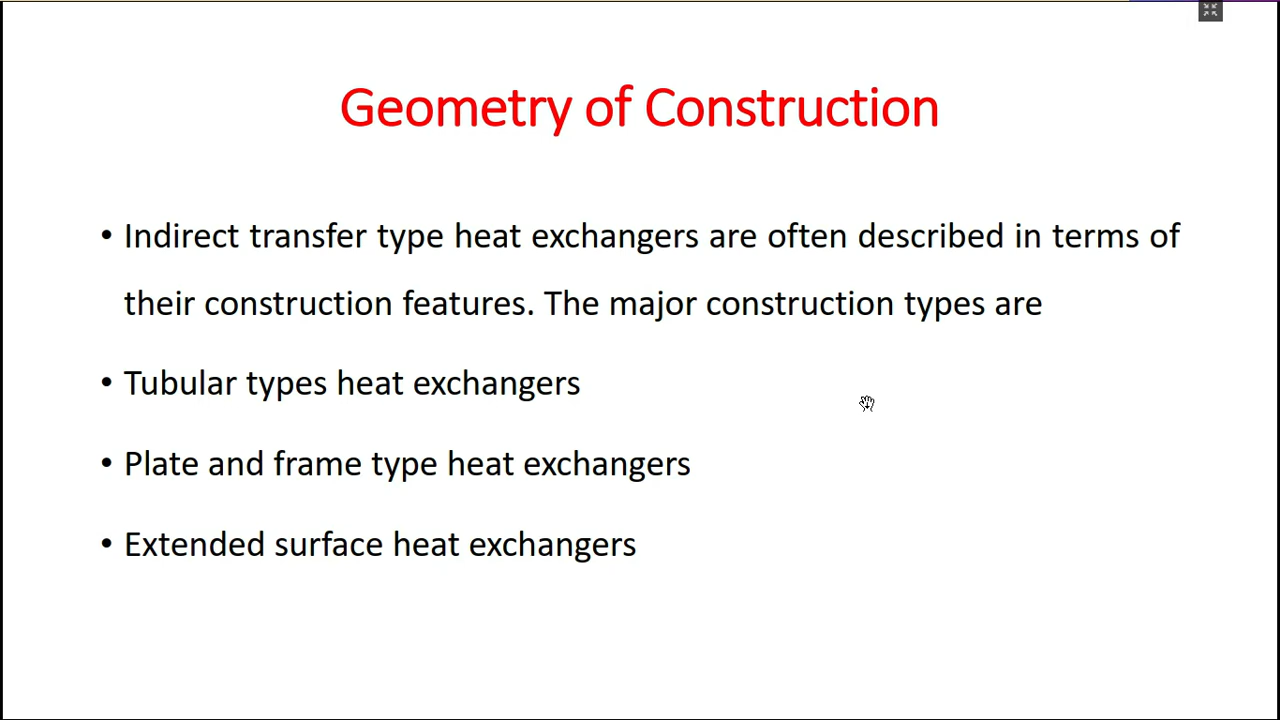 Geometry of Construction
• Indirect transfer type heat exchangers are often described in terms of
their construction features. The major construction types are
• Tubular types heat exchangers
• Plate and frame type heat exchangers
• Extended surface heat exchangers